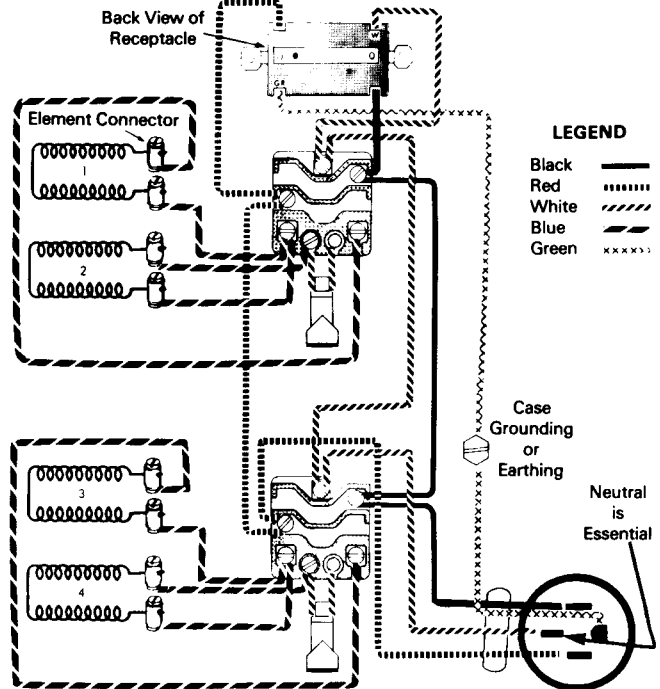 Back View of
Receptacle
W
GR
Element Connector
1
2
LEGEND
Black
Red
White
Blue
Green
Case
Grounding
or
Earthing
Neutral
is
Essential
3
4